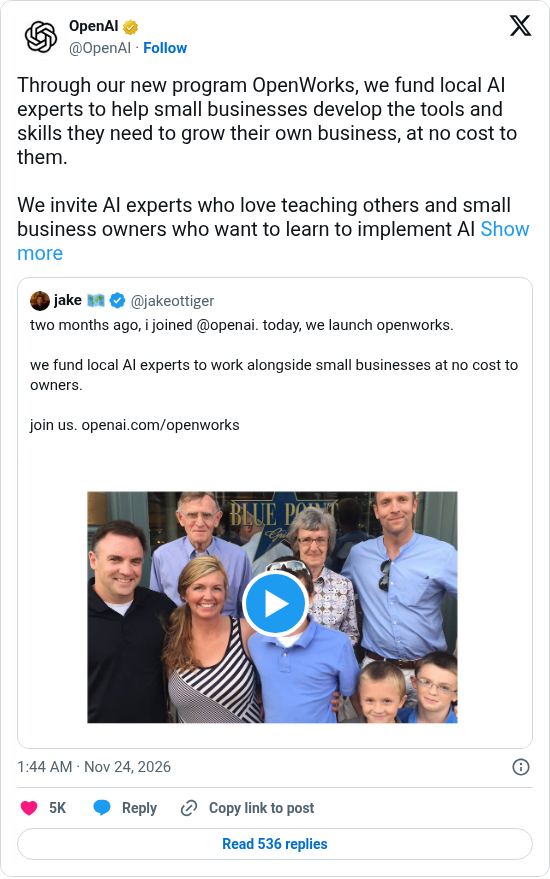 OpenAI
@OpenAI · Follow
Through our new program OpenWorks, we fund local AI
experts to help small businesses develop the tools and
skills they need to grow their own business, at no cost to
them.
We invite AI experts who love teaching others and small
business owners who want to learn to implement AI Show
more
jake @jakeottiger
two months ago, i joined @openai. today, we launch openworks.
we fund local AI experts to work alongside small businesses at no cost to
owners.
join us. openai.com/openworks
BLUE POINT
1:44 AM · Nov 24, 2026
5K Reply Copy link to post
Read 536 replies